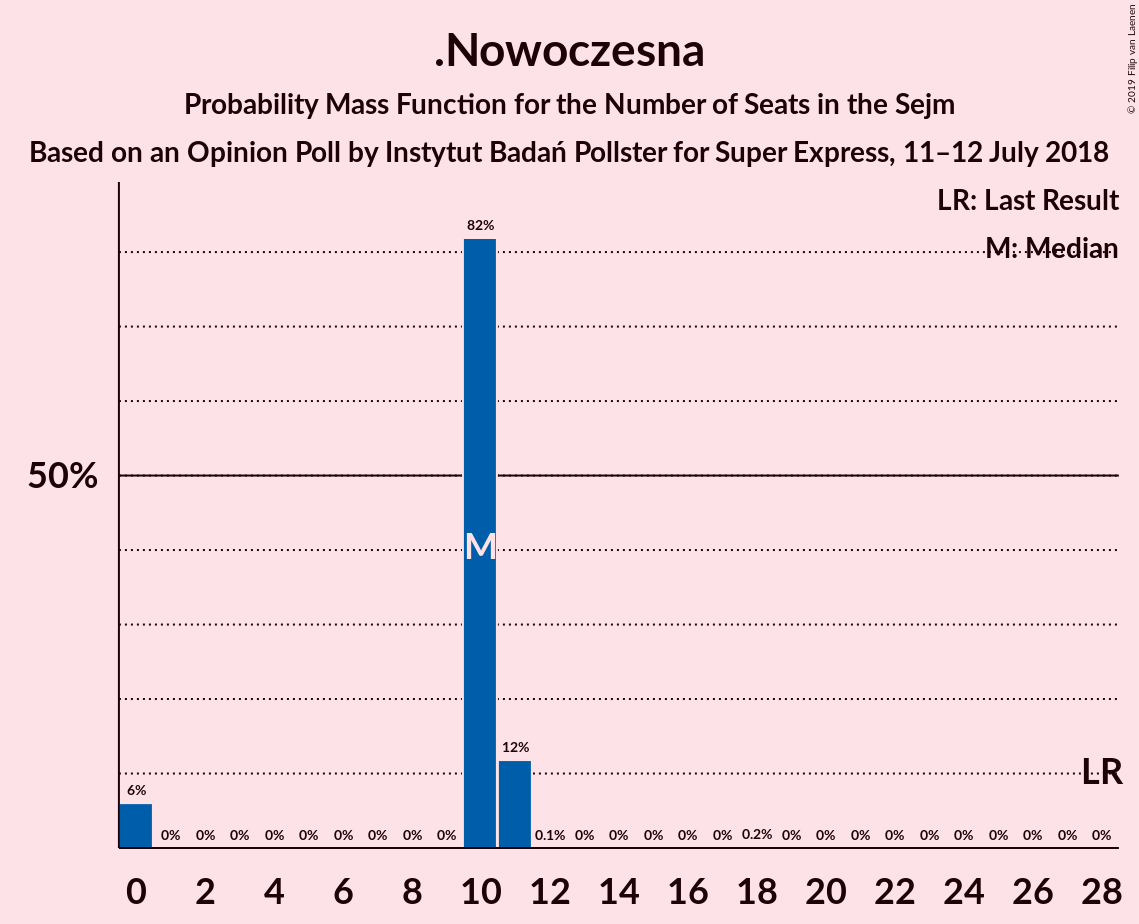 .Nowoczesna
Probability Mass Function for the Number of Seats in the Sejm
Based on an Opinion Poll by Instytut Badań Pollster for Super Express, 11–12 July 2018
© 2019 Filip van Laenen
LR: Last Result
M: Median
82%
50%
M
12%
LR
6%
0% 0% 0% 0% 0% 0% 0% 0% 0% 0.1% 0% 0% 0% 0% 0% 0.2% 0% 0% 0% 0% 0% 0% 0% 0% 0% 0%
0 2 4 6 8 10 12 14 16 18 20 22 24 26 28